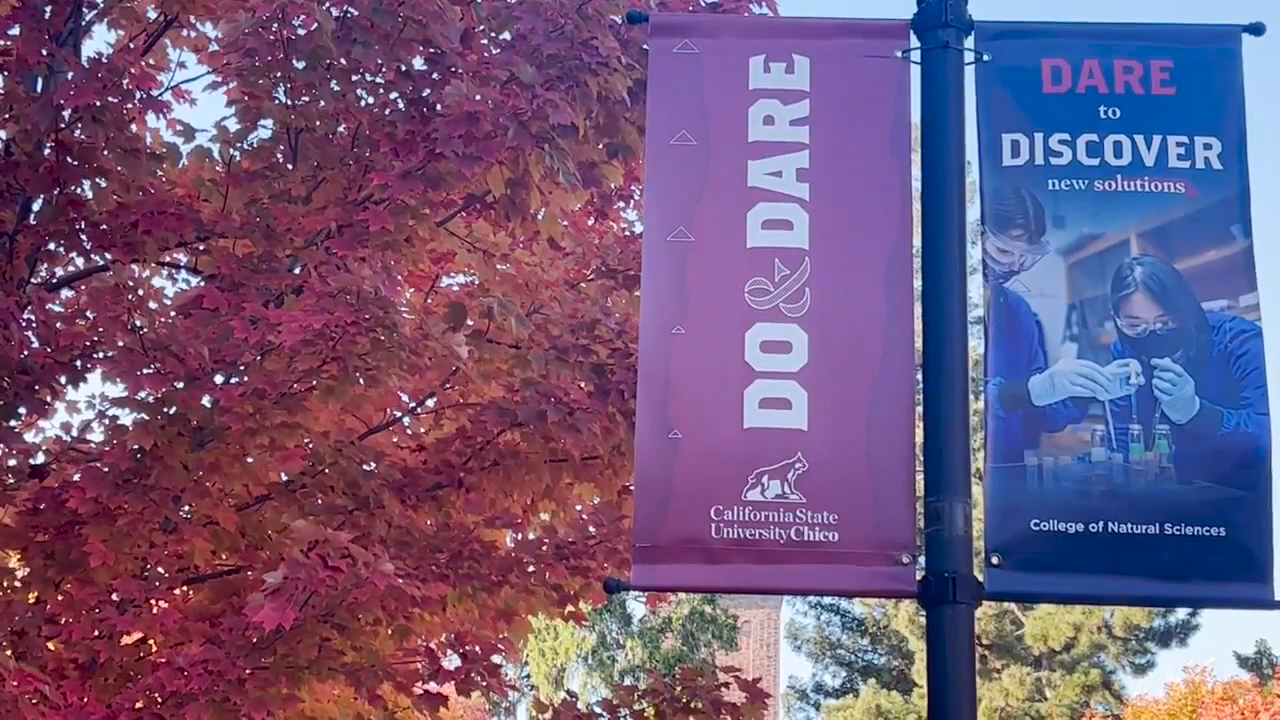 DO & DARE
California State
University Chico
DARE
to
DISCOVER
new solutions
College of Natural Sciences